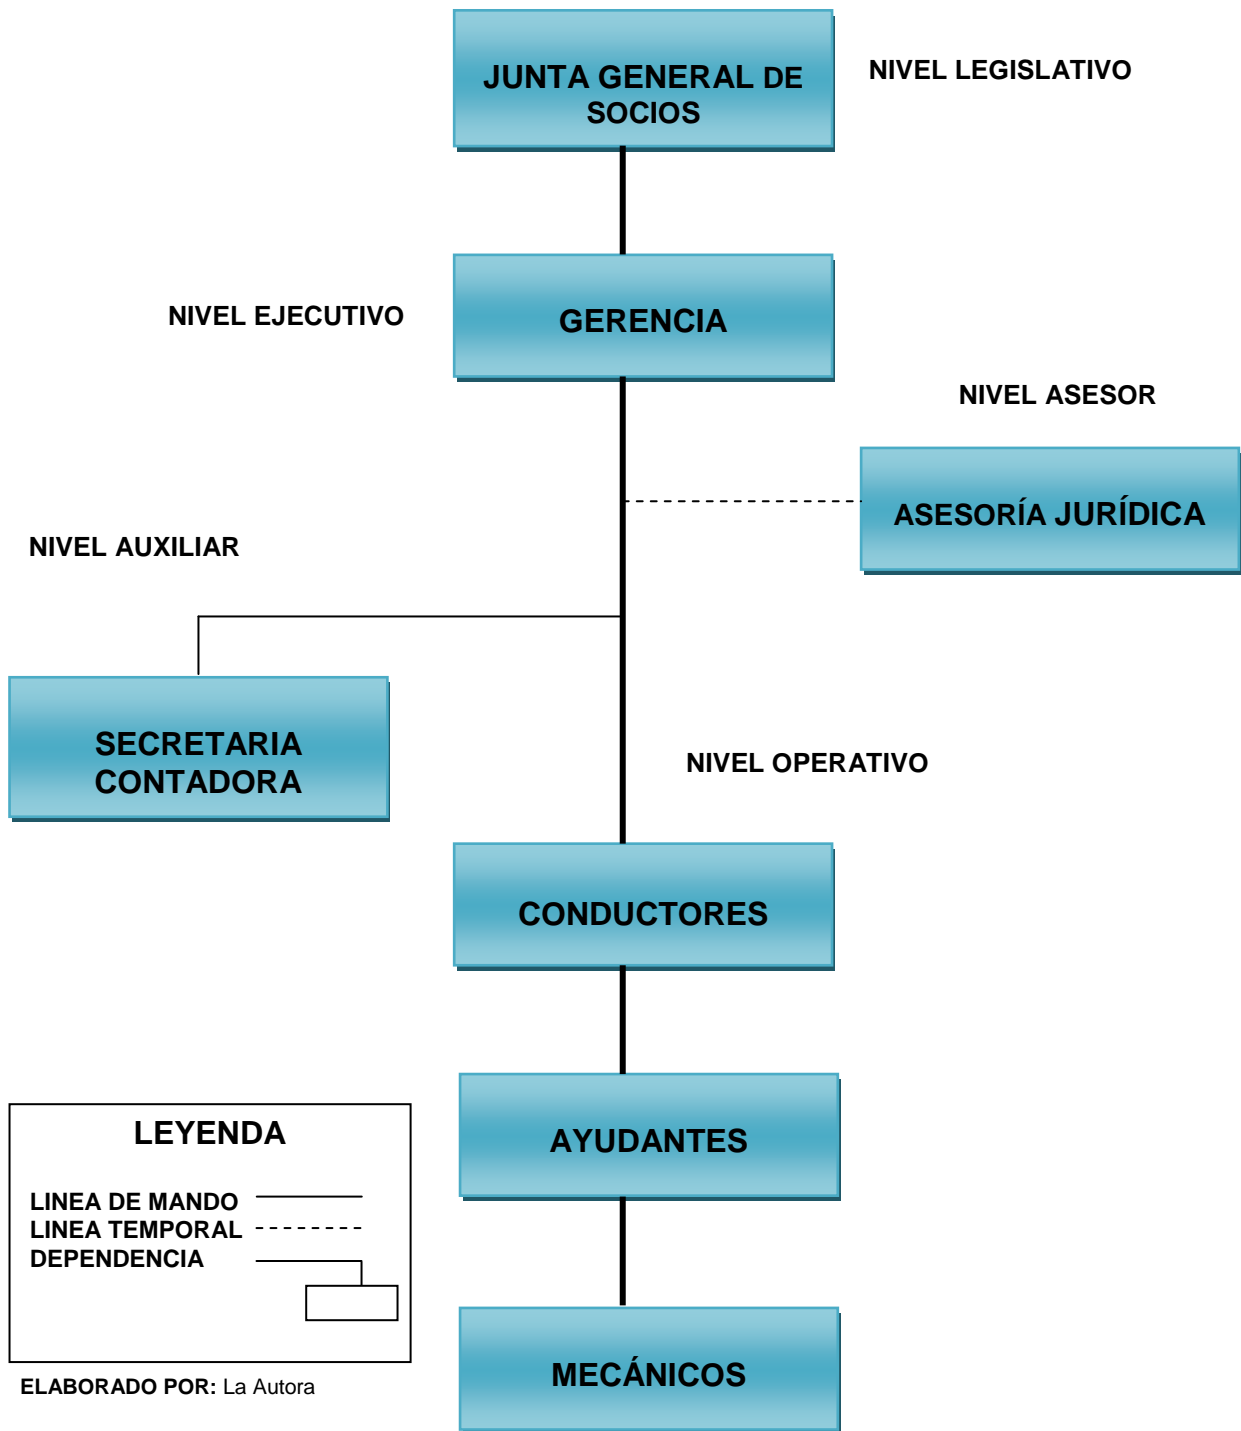 JUNTA GENERAL DE
SOCIOS
NIVEL LEGISLATIVO
NIVEL EJECUTIVO
GERENCIA
NIVEL ASESOR
ASESORÍA JURÍDICA
NIVEL AUXILIAR
SECRETARIA
CONTADORA
NIVEL OPERATIVO
CONDUCTORES
AYUDANTES
MECÁNICOS
LEYENDA
LINEA DE MANDO
LINEA TEMPORAL
DEPENDENCIA
ELABORADO POR: La Autora